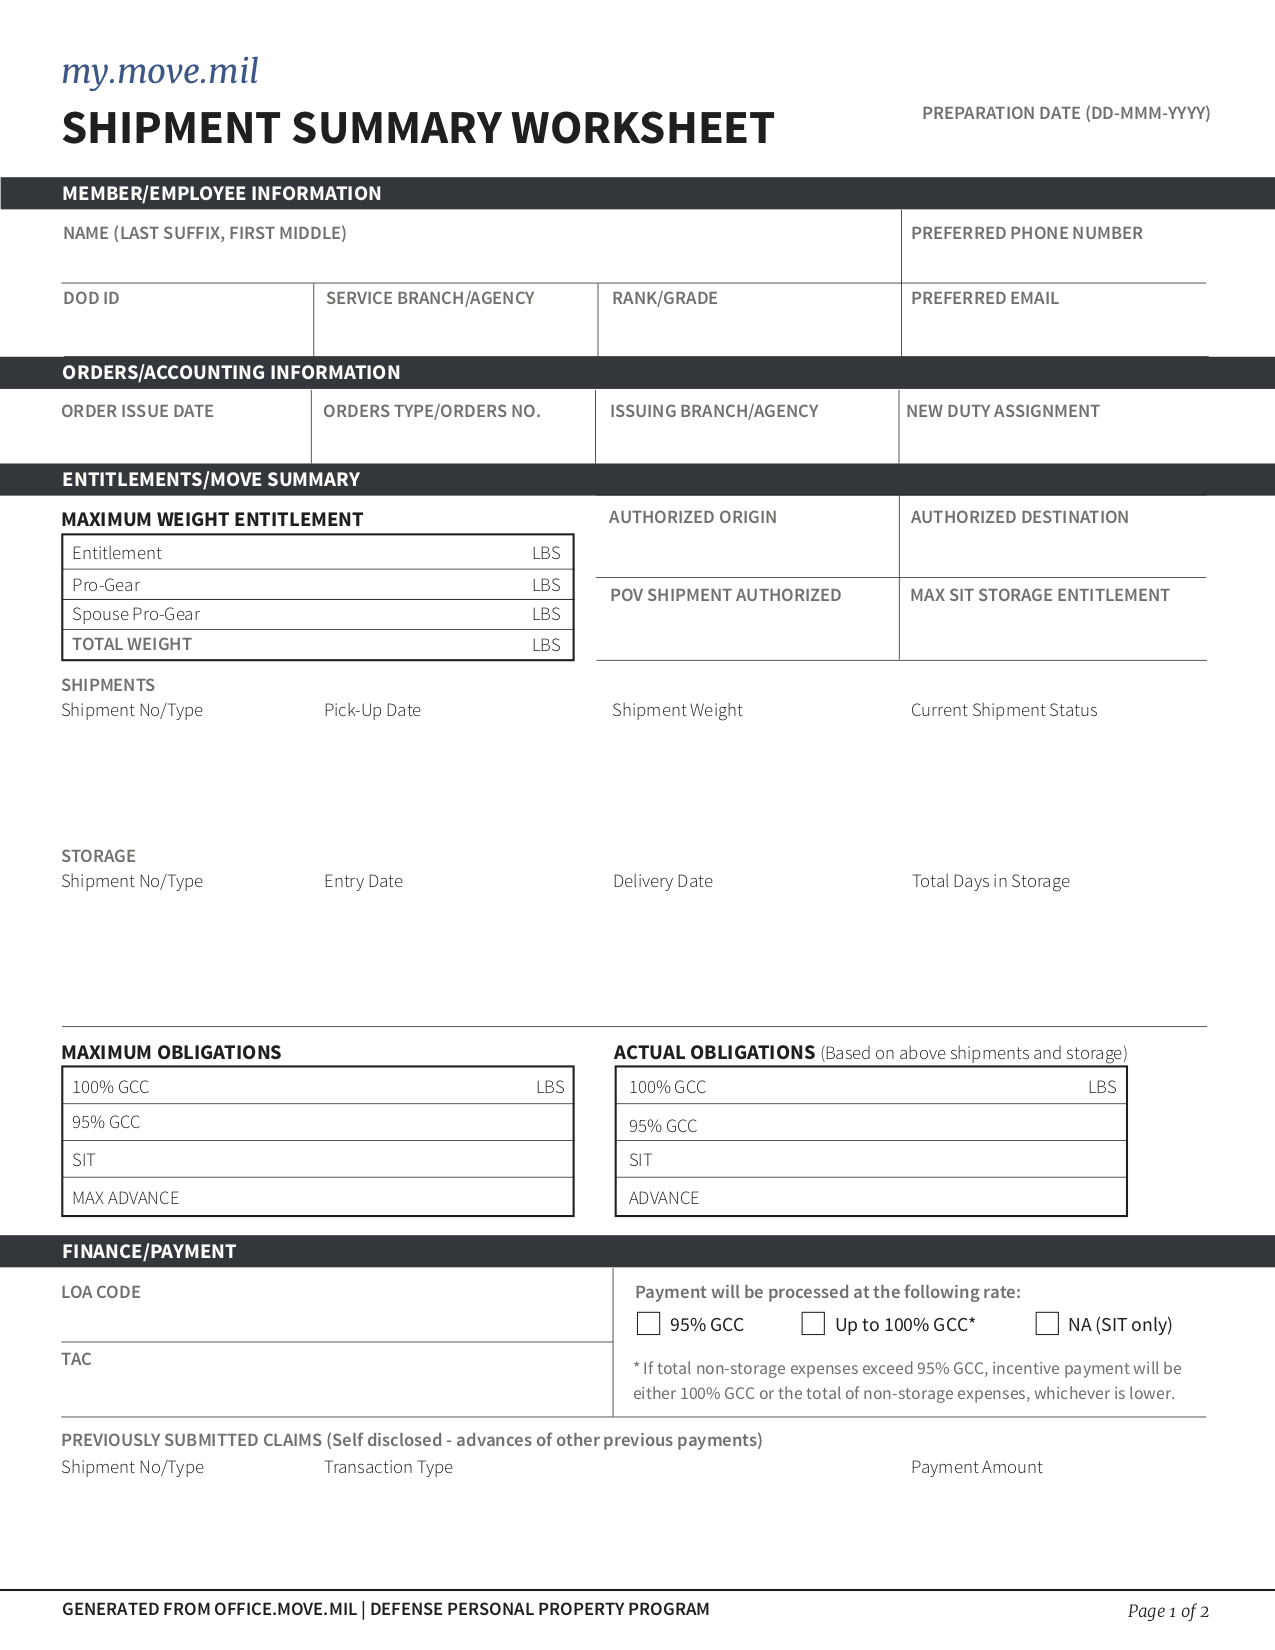 my.move.mil
SHIPMENT SUMMARY WORKSHEET
PREPARATION DATE (DD-MMM-YYYY)
MEMBER/EMPLOYEE INFORMATION
NAME (LAST SUFFIX, FIRST MIDDLE) PREFERRED PHONE NUMBER
DOD ID SERVICE BRANCH/AGENCY RANK/GRADE PREFERRED EMAIL
ORDERS/ACCOUNTING INFORMATION
ORDER ISSUE DATE ORDERS TYPE/ORDERS NO. ISSUING BRANCH/AGENCY NEW DUTY ASSIGNMENT
ENTITLEMENTS/MOVE SUMMARY
MAXIMUM WEIGHT ENTITLEMENT
Entitlement LBS
Pro-Gear LBS
Spouse Pro-Gear LBS
TOTAL WEIGHT LBS
AUTHORIZED ORIGIN AUTHORIZED DESTINATION
POV SHIPMENT AUTHORIZED MAX SIT STORAGE ENTITLEMENT
SHIPMENTS
Shipment No/Type Pick-Up Date Shipment Weight Current Shipment Status
STORAGE
Shipment No/Type Entry Date Delivery Date Total Days in Storage
MAXIMUM OBLIGATIONS
100% GCC LBS
95% GCC
SIT
MAX ADVANCE
ACTUAL OBLIGATIONS (Based on above shipments and storage)
100% GCC LBS
95% GCC
SIT
ADVANCE
FINANCE/PAYMENT
LOA CODE
TAC
Payment will be processed at the following rate:
95% GCC Up to 100% GCC* NA (SIT only)
* If total non-storage expenses exceed 95% GCC, incentive payment will be
either 100% GCC or the total of non-storage expenses, whichever is lower.
PREVIOUSLY SUBMITTED CLAIMS (Self disclosed - advances of other previous payments)
Shipment No/Type Transaction Type Payment Amount
GENERATED FROM OFFICE.MOVE.MIL | DEFENSE PERSONAL PROPERTY PROGRAM
Page 1 of 2